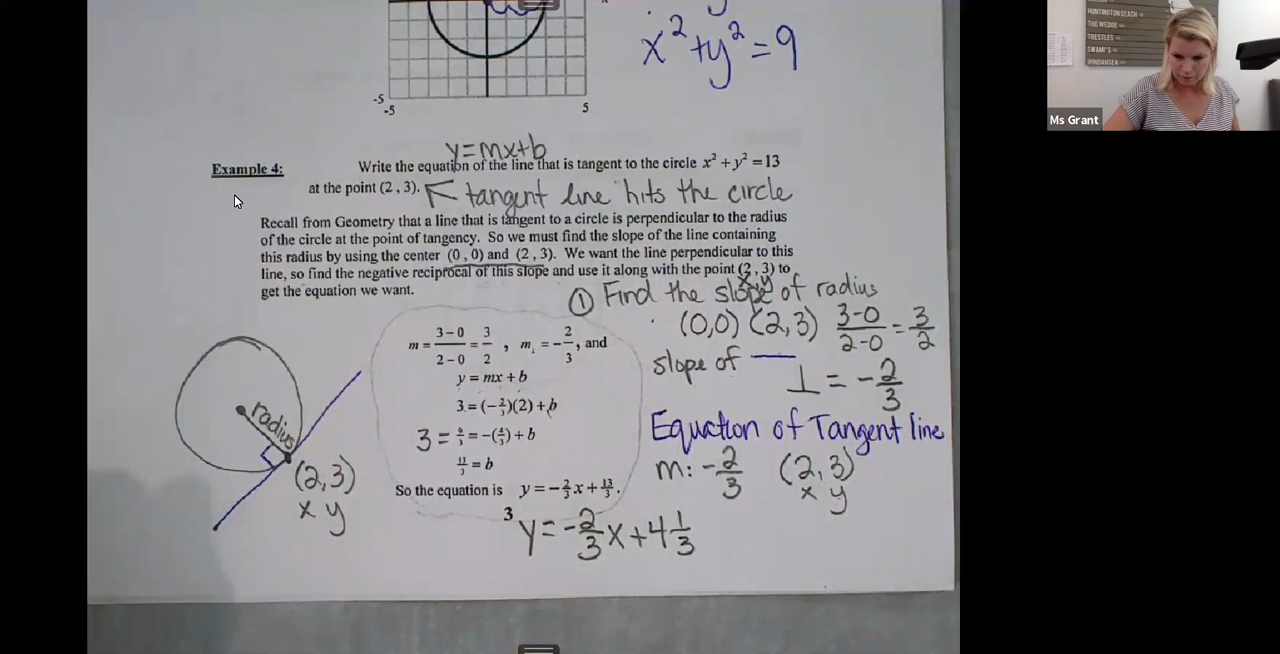 HUNTINGTON BEACH
THE WEDGE
TRESTLES
SWAMI'S
WINDANSEA
Ms Grant
x² + y² = 9
-5
-5 5
y=mx+b
Example 4: Write the equation of the line that is tangent to the circle x² + y² = 13
at the point (2 , 3). tangent line hits the circle
Recall from Geometry that a line that is tangent to a circle is perpendicular to the radius
of the circle at the point of tangency. So we must find the slope of the line containing
this radius by using the center (0 , 0) and (2 , 3). We want the line perpendicular to this
line, so find the negative reciprocal of this slope and use it along with the point (2 , 3) to
x y
get the equation we want.
① Find the slope of radius
(0,0) (2,3) 3-0/2-0 = 3/2
slope of ⊥ = -2/3
m = 3-0/2-0 = 3/2 , m⊥ = -2/3, and
y = mx + b
3 = (-2/3)(2) + b
3 = 9/3 = -(4/3) + b
13/3 = b
So the equation is y = -2/3x + 13/3.
3
y = -2/3x + 4 1/3
Equation of Tangent line
m: -2/3 (2,3)
x y
radius
(2,3)
x y